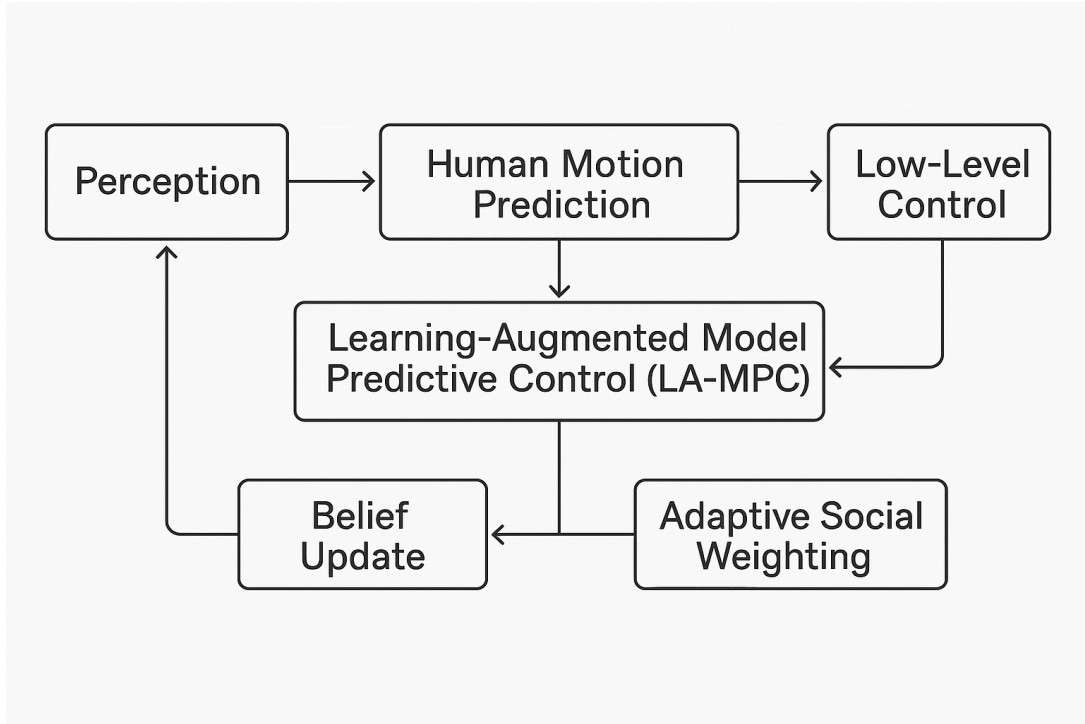 Perception
Human Motion
Prediction
Low-Level
Control
Learning-Augmented Model
Predictive Control (LA-MPC)
Belief
Update
Adaptive Social
Weighting